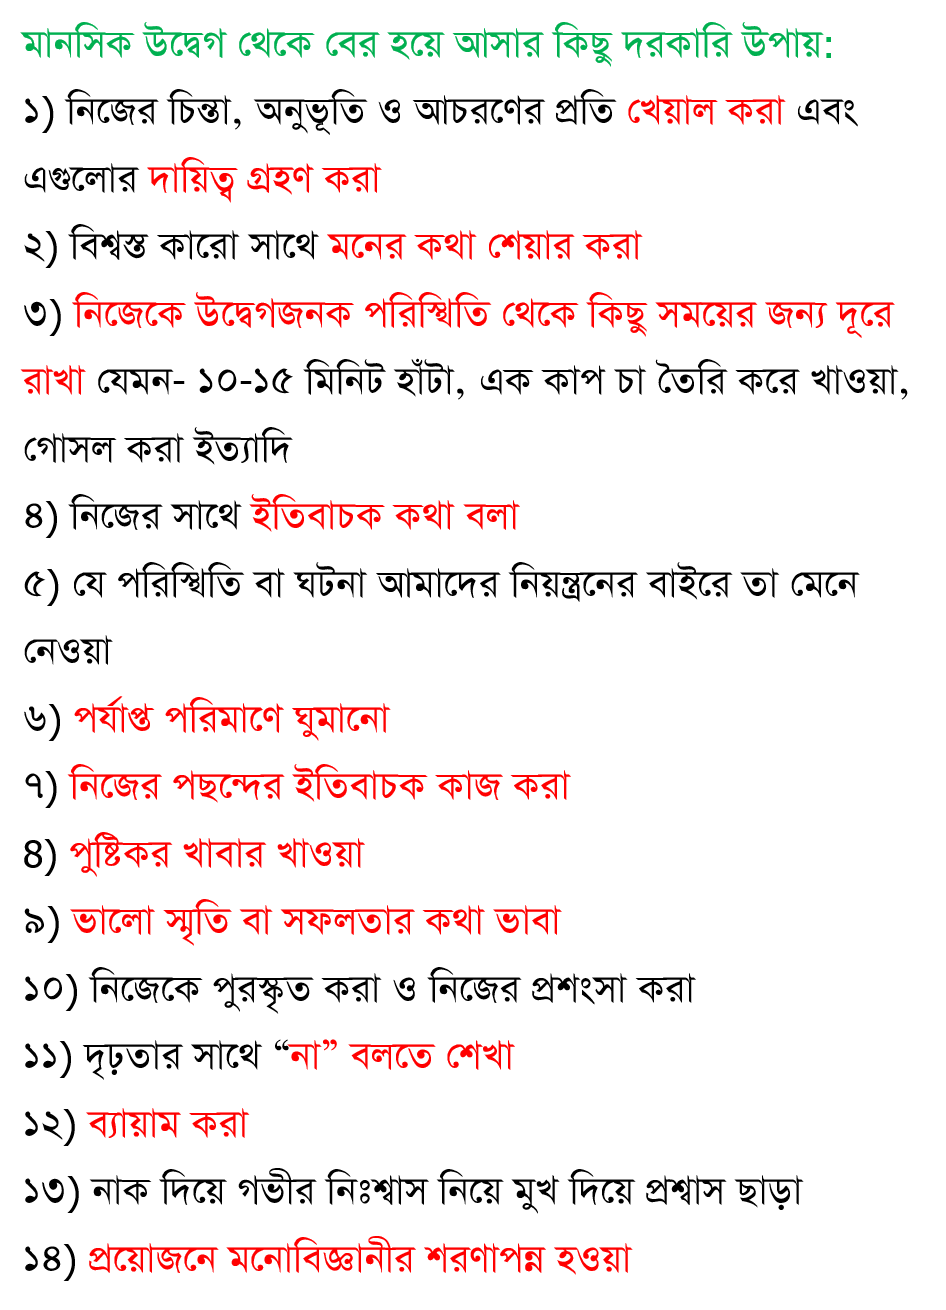 মানসিক উদ্বেগ থেকে বের হয়ে আসার কিছু দরকারি উপায়:
১) নিজের চিন্তা, অনুভূতি ও আচরণের প্রতি খেয়াল করা এবং
এগুলোর দায়িত্ব গ্রহণ করা
২) বিশ্বস্ত কারো সাথে মনের কথা শেয়ার করা
৩) নিজেকে উদ্বেগজনক পরিস্থিতি থেকে কিছু সময়ের জন্য দূরে
রাখা যেমন- ১০-১৫ মিনিট হাঁটা, এক কাপ চা তৈরি করে খাওয়া,
গোসল করা ইত্যাদি
৪) নিজের সাথে ইতিবাচক কথা বলা
৫) যে পরিস্থিতি বা ঘটনা আমাদের নিয়ন্ত্রনের বাইরে তা মেনে
নেওয়া
৬) পর্যাপ্ত পরিমাণে ঘুমানো
৭) নিজের পছন্দের ইতিবাচক কাজ করা
8) পুষ্টিকর খাবার খাওয়া
৯) ভালো স্মৃতি বা সফলতার কথা ভাবা
১০) নিজেকে পুরস্কৃত করা ও নিজের প্রশংসা করা
১১) দৃঢ়তার সাথে “না” বলতে শেখা
১২) ব্যায়াম করা
১৩) নাক দিয়ে গভীর নিঃশ্বাস নিয়ে মুখ দিয়ে প্রশ্বাস ছাড়া
১৪) প্রয়োজনে মনোবিজ্ঞানীর শরণাপন্ন হওয়া